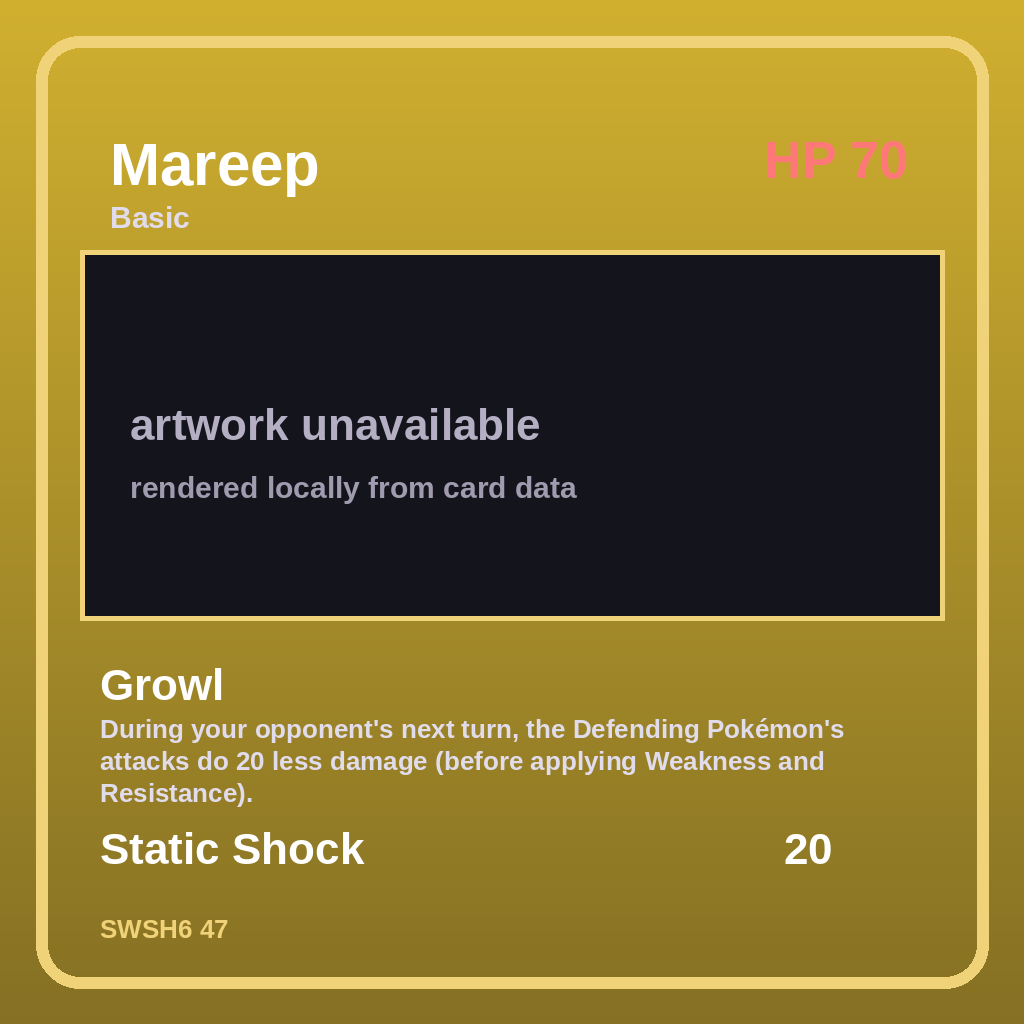 Mareep
HP 70
Basic
artwork unavailable
rendered locally from card data
Growl
During your opponent's next turn, the Defending Pokémon's
attacks do 20 less damage (before applying Weakness and
Resistance).
Static Shock
20
SWSH6 47